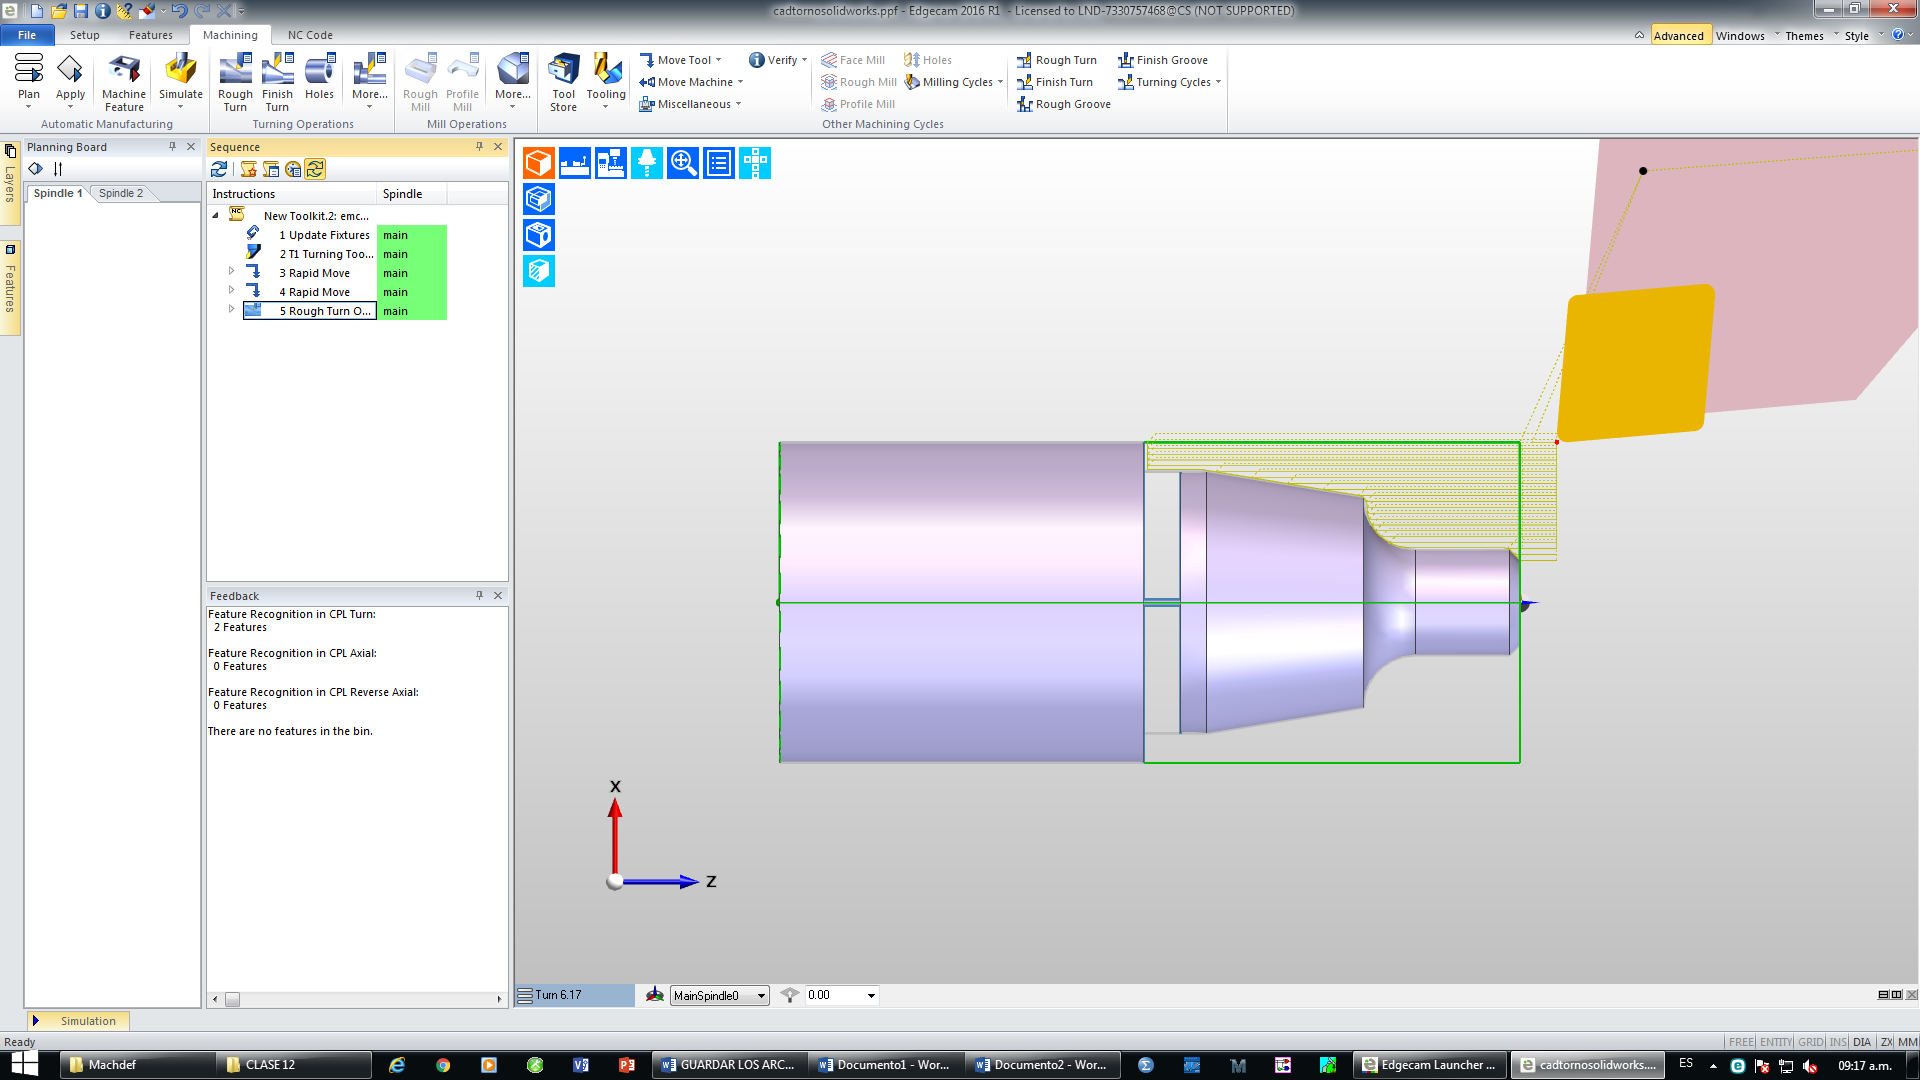 cadtornosolidworks.ppf - Edgecam 2016 R1 - Licensed to LND-7330757468@CS (NOT SUPPORTED)
File Setup Features Machining NC Code
Advanced Windows Themes Style
Plan Apply Machine Feature Simulate
Automatic Manufacturing
Rough Turn Finish Turn Holes More...
Turning Operations
Rough Mill Profile Mill More...
Mill Operations
Tool Store Tooling
Move Tool
Move Machine
Miscellaneous
Verify
Face Mill
Rough Mill
Profile Mill
Holes
Milling Cycles
Rough Turn
Finish Turn
Rough Groove
Finish Groove
Turning Cycles
Other Machining Cycles
Layers
Features
Planning Board
Spindle 1 Spindle 2
Sequence
Instructions Spindle
New Toolkit.2: emc...
1 Update Fixtures main
2 T1 Turning Too... main
3 Rapid Move main
4 Rapid Move main
5 Rough Turn O... main
Feedback
Feature Recognition in CPL Turn:
2 Features
Feature Recognition in CPL Axial:
0 Features
Feature Recognition in CPL Reverse Axial:
0 Features
There are no features in the bin.
X
Z
Turn 6.17 MainSpindle0 0.00
Simulation
Ready
FREE ENTITY GRID INS DIA ZX MM
Machdef CLASE 12 GUARDAR LOS ARC... Documento1 - Wor... Documento2 - Wor... Edgecam Launcher ... cadtornosolidworks.... ES 09:17 a.m.